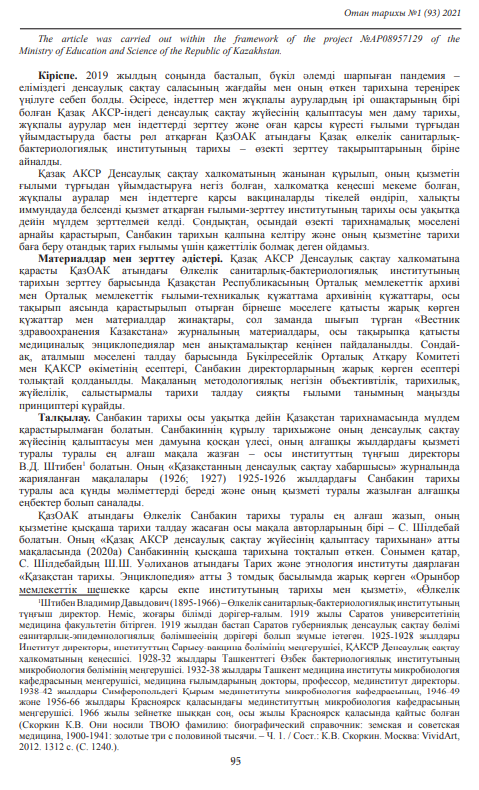 Отан тарихы №1 (93) 2021
The article was carried out within the framework of the project №AP08957129 of the
Ministry of Education and Science of the Republic of Kazakhstan.
Кіріспе. 2019 жылдың соңында басталып, бүкіл әлемді шарпыған пандемия –
еліміздегі денсаулық сақтау саласының жағдайы мен оның өткен тарихына тереңірек
үңілуге себеп болды. Әсіресе, індеттер мен жұқпалы аурулардың ірі ошақтарының бірі
болған Қазақ АКСР-індегі денсаулық сақтау жүйесінің қалыптасуы мен даму тарихы,
жұқпалы аурулар мен індеттерді зерттеу және оған қарсы күресті ғылыми тұрғыдан
ұйымдастыруда басты рөл атқарған ҚазОАК атындағы Қазақ өлкелік санитарлық-
бактериологиялық институтының тарихы – өзекті зерттеу тақырыптарының біріне
айналды.
Қазақ АКСР Денсаулық сақтау халкоматының жанынан құрылып, оның қызметін
ғылыми тұрғыдан ұйымдастыруға негіз болған, халкоматқа кеңесші мекеме болған,
жұқпалы ауралар мен індеттерге қарсы вакциналарды тікелей өндіріп, халықты
иммундауда белсенді қызмет атқарған ғылыми-зерттеу институтының тарихы осы уақытқа
дейін мүлдем зерттелмей келді. Сондықтан, осындай өзекті тарихнамалық мәселені
арнайы қарастырып, Санбакин тарихын қалпына келтіру және оның қызметіне тарихи
баға беру отандық тарих ғылымы үшін қажеттілік болмақ деген ойдамыз.
Материалдар мен зерттеу әдістері. Қазақ АКСР Денсаулық сақтау халкоматына
қарасты ҚазОАК атындағы Өлкелік санитарлық-бактериологиялық институтының
тарихын зерттеу барысында Қазақстан Республикасының Орталық мемлекеттік архиві
мен Орталық мемлекеттік ғылыми-техникалық құжаттама архивінің құжаттары, осы
тақырып аясында қарастырылып отырған бірнеше мәселеге қатысты жарық көрген
құжаттар мен материалдар жинақтары, сол заманда шығып тұрған «Вестник
здравоохранения Казакстана» журналының материалдары, осы тақырыпқа қатысты
медициналық энциклопедиялар мен анықтамалықтар кеңінен пайдаланылды. Сондай-
ақ, аталмыш мәселені талдау барысында Бүкілресейлік Орталық Атқару Комитеті
мен ҚАКСР өкіметінің есептері, Санбакин директорларының жарық көрген есептері
толықтай қолданылды. Мақаланың методологиялық негізін объективтілік, тарихилық,
жүйелілік, салыстырмалы тарихи талдау сияқты ғылыми танымның маңызды
принциптері құрайды.
Талқылау. Санбакин тарихы осы уақытқа дейін Қазақстан тарихнамасында мүлдем
қарастырылмаған болатын. Санбакиннің құрылу тарихыжәне оның денсаулық сақтау
жүйесінің қалыптасуы мен дамуына қосқан үлесі, оның алғашқы жылдардағы қызметі
туралы туралы ең алғаш мақала жазған – осы институттың тұңғыш директоры
В.Д. Штибен¹ болатын. Оның «Қазақстанның денсаулық сақтау хабаршысы» журналында
жарияланған мақалалары (1926; 1927) 1925-1926 жылдардағы Санбакин тарихы
туралы аса құнды мәліметтерді береді және оның қызметі туралы жазылған алғашқы
еңбектер болып саналады.
ҚазОАК атындағы Өлкелік Санбакин тарихы туралы ең алғаш жазып, оның
қызметіне қысқаша тарихи талдау жасаған осы мақала авторларының бірі – С. Шілдебай
болатын. Оның «Қазақ АКСР денсаулық сақтау жүйесінің қалыптасу тарихынан» атты
мақаласында (2020а) Санбакиннің қысқаша тарихына тоқталып өткен. Сонымен қатар,
С. Шілдебайдың Ш.Ш. Уәлиханов атындағы Тарих және этнология институты даярлаған
«Қазақстан тарихы. Энциклопедия» атты 3 томдық басылымда жарық көрген «Орынбор
мемлекеттік шешекке қарсы екпе институтының тарихы мен қызметі», «Өлкелік
¹Штибен Владимир Давыдович (1895-1966) – Өлкелік санитарлық-бактериологиялық институтының
тұңғыш директоры. Ұлты неміс, жоғары білімді дәрігер-ғалым. 1919 жылы Саратов университетінің
медицина факультетін бітірген. 1919 жылдан бастап Саратов губерниялық денсаулық сақтау бөлімі
санитарлық-эпидемиологиялық бөлімшесінің дәрігері болып жұмыс істеген. 1925-1928 жылдары
Институт директоры, институттың Сарысу-вакцина бөлімінің меңгерушісі, ҚАКСР Денсаулық сақтау
халкоматының кеңесшісі. 1928-32 жылдары Ташкенттегі Өзбек бактериологиялық институтының
микробиология бөлімінің меңгерушісі. 1932-38 жылдары Ташкент медицина институты микробиология
кафедрасының меңгерушісі, медицина ғылымдарының докторы, профессор, мединститут директоры.
1938-42 жылдары Симферопольдегі Қырым мединституты микробиология кафедрасының, 1946-49
және 1956-66 жылдары Красноярск қаласындағы мединституттың микробиология кафедрасының
меңгерушісі. 1966 жылы зейнетке шыққан соң, осы жылы Красноярск қаласында қайтыс болған
(Скоркин К.В. Они носили ТВОЮ фамилию: биографический справочник: земская и советская
медицина, 1900-1941: золотые три с половиной тысячи. – Ч. 1. / Сост.: К.В. Скоркин. Москва: VividArt,
2012. 1312 с. (С. 1240.).
95